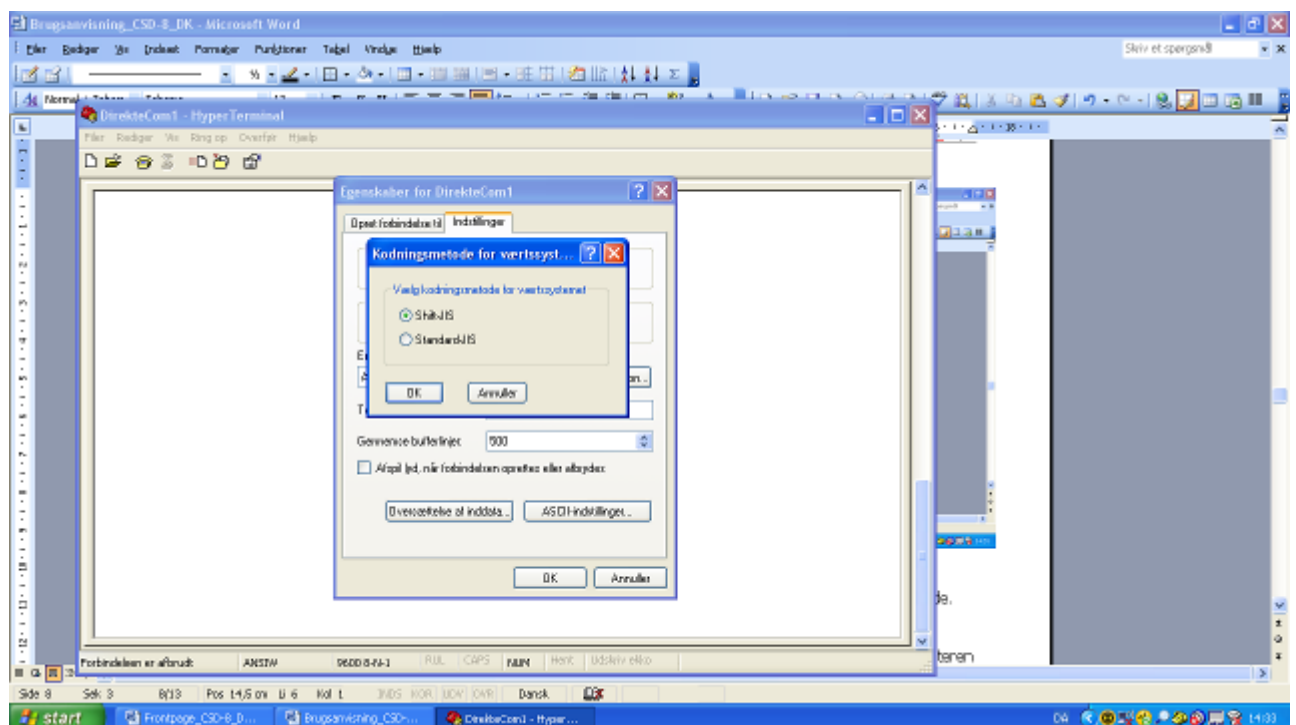 Brugsanvisning_CSD-8_DK - Microsoft Word
Filer Rediger Vis Indsæt Formater Funktioner Tabel Vindue Hjælp
Skriv et spørgsmål
DirekteCom1 - HyperTerminal
Filer Rediger Vis Ring op Overfør Hjælp
Egenskaber for DirekteCom1
Opret forbindelse til Indstillinger
Kodningsmetode for værtssyst...
Vælg kodningsmetode for værtssystemet
Shift-JIS
Standard-JIS
OK Annuller
Gennemse bufferlinjer: 500
Afspil lyd, når forbindelsen oprettes eller afbrydes
Oversættelse af inddata... ASCII-indstillinger...
OK Annuller
de.
teren
Forbindelsen er afbrudt ANSIW 9600 8-N-1 RUL CAPS NUM Hent Udskriv ekko
Side 8 Sek 3 8/13 Pos 14,5 cm Li 6 Kol 1 INDS KOR UDV OVR Dansk
start Frontpage_CSD-8_D... Brugsanvisning_CSD-... DirekteCom1 - Hyper... DA 14:33